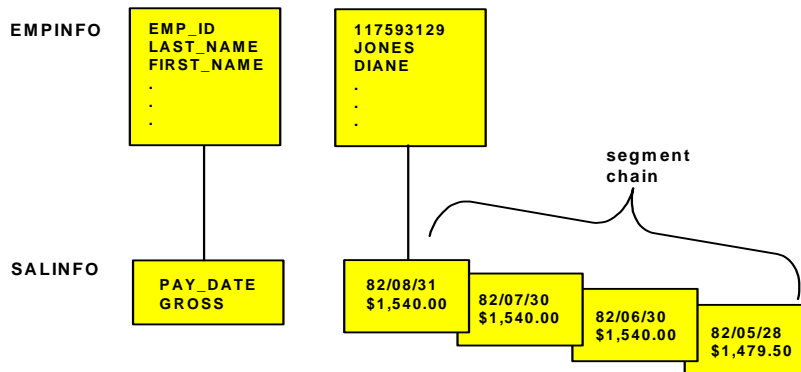 EMPINFO
EMP_ID
LAST_NAME
FIRST_NAME
.
.
.
117593129
JONES
DIANE
.
.
.
segment
chain
SALINFO
PAY_DATE
GROSS
82/08/31
$1,540.00
82/07/30
$1,540.00
82/06/30
$1,540.00
82/05/28
$1,479.50